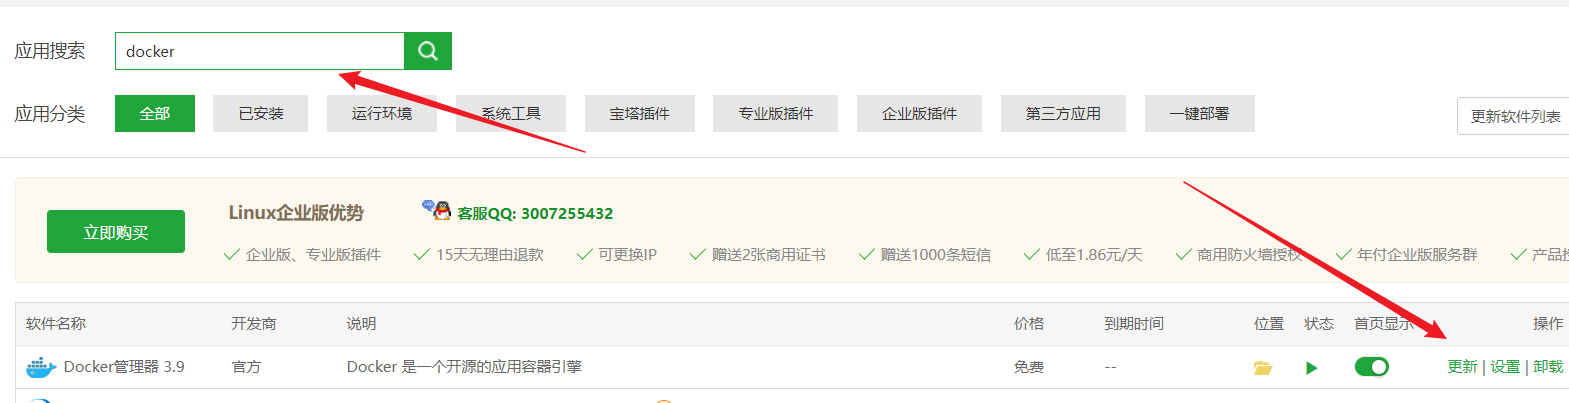 应用搜索 docker
应用分类 全部 已安装 运行环境 系统工具 宝塔插件 专业版插件 企业版插件 第三方应用 一键部署 更新软件列表
立即购买
Linux企业版优势 客服QQ: 3007255432
企业版、专业版插件 15天无理由退款 可更换IP 赠送2张商用证书 赠送1000条短信 低至1.86元/天 商用防火墙授权 年付企业版服务群 产品
软件名称 开发商 说明 价格 到期时间 位置 状态 首页显示 操作
Docker管理器 3.9 官方 Docker 是一个开源的应用容器引擎 免费 -- 更新 | 设置 | 卸载